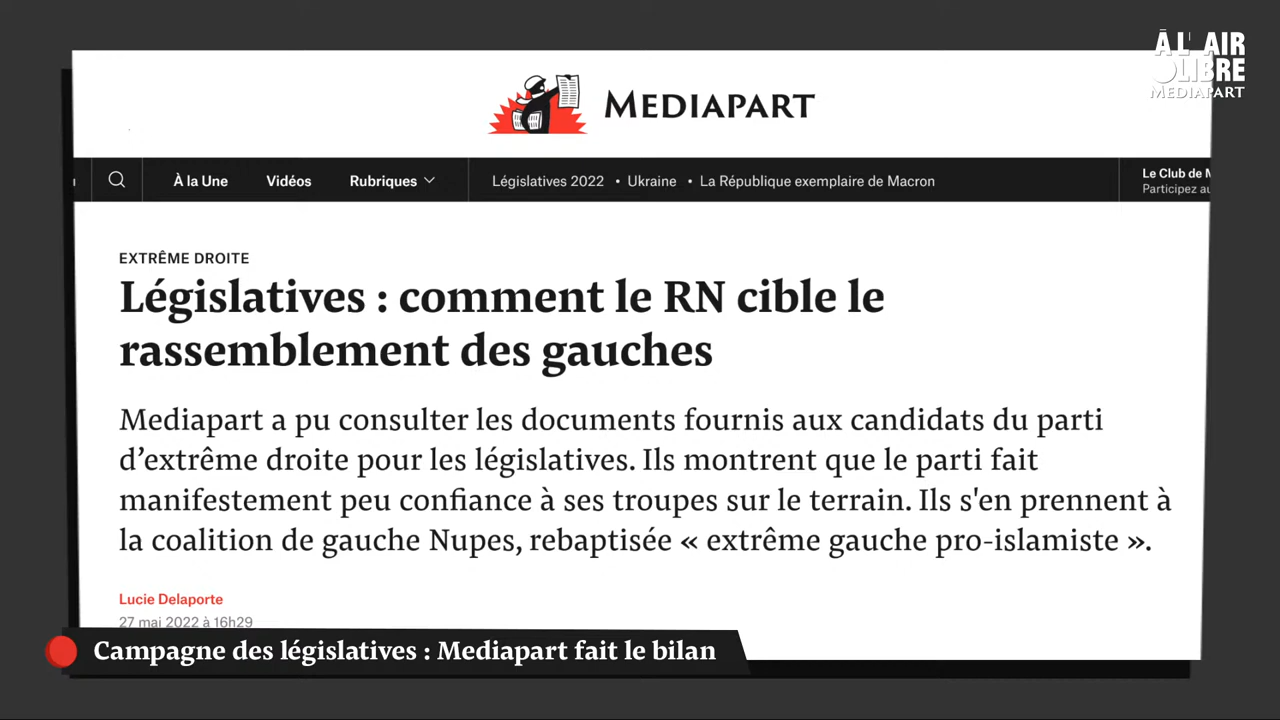 À L'AIR
LIBRE
MEDIAPART
MEDIAPART
À la Une Vidéos Rubriques Législatives 2022 • Ukraine • La République exemplaire de Macron Le Club de M
Participez au
EXTRÊME DROITE
Législatives : comment le RN cible le
rassemblement des gauches
Mediapart a pu consulter les documents fournis aux candidats du parti
d’extrême droite pour les législatives. Ils montrent que le parti fait
manifestement peu confiance à ses troupes sur le terrain. Ils s'en prennent à
la coalition de gauche Nupes, rebaptisée « extrême gauche pro-islamiste ».
Lucie Delaporte
27 mai 2022 à 16h29
Campagne des législatives : Mediapart fait le bilan